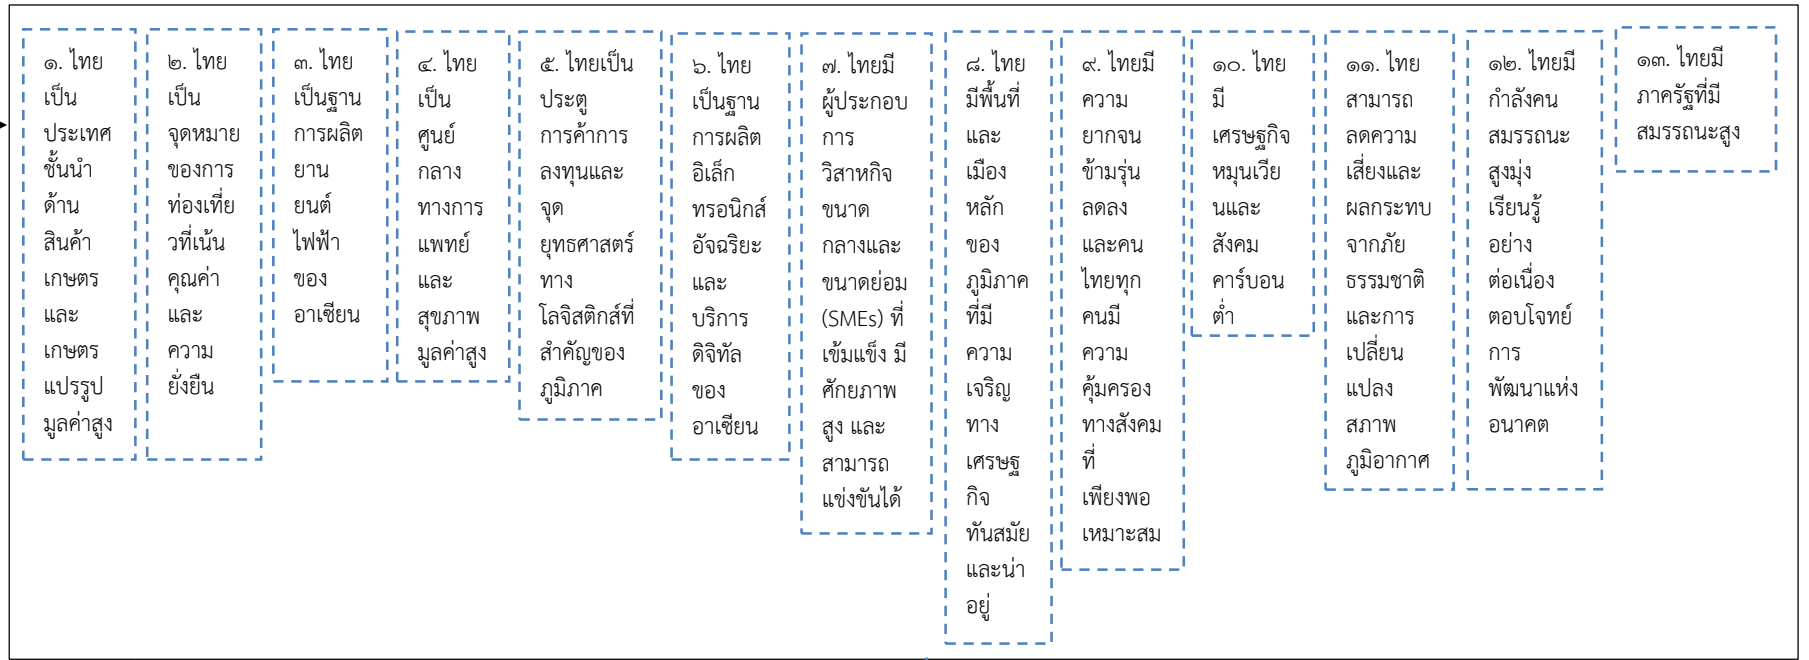 ๑. ไทย
เป็น
ประเทศ
ชั้นนำ
ด้าน
สินค้า
เกษตร
และ
เกษตร
แปรรูป
มูลค่าสูง
๒. ไทย
เป็น
จุดหมาย
ของการ
ท่องเที่ย
วที่เน้น
คุณค่า
และ
ความ
ยั่งยืน
๓. ไทย
เป็นฐาน
การผลิต
ยาน
ยนต์
ไฟฟ้า
ของ
อาเซียน
๔. ไทย
เป็น
ศูนย์
กลาง
ทางการ
แพทย์
และ
สุขภาพ
มูลค่าสูง
๕. ไทยเป็น
ประตู
การค้าการ
ลงทุนและ
จุด
ยุทธศาสตร์
ทาง
โลจิสติกส์ที่
สำคัญของ
ภูมิภาค
๖. ไทย
เป็นฐาน
การผลิต
อิเล็ก
ทรอนิกส์
อัจฉริยะ
และ
บริการ
ดิจิทัล
ของ
อาเซียน
๗. ไทยมี
ผู้ประกอบ
การ
วิสาหกิจ
ขนาด
กลางและ
ขนาดย่อม
(SMEs) ที่
เข้มแข็ง มี
ศักยภาพ
สูง และ
สามารถ
แข่งขันได้
๘. ไทย
มีพื้นที่
และ
เมือง
หลัก
ของ
ภูมิภาค
ที่มี
ความ
เจริญ
ทาง
เศรษฐ
กิจ
ทันสมัย
และน่า
อยู่
๙. ไทยมี
ความ
ยากจน
ข้ามรุ่น
ลดลง
และคน
ไทยทุก
คนมี
ความ
คุ้มครอง
ทางสังคม
ที่
เพียงพอ
เหมาะสม
๑๐. ไทย
มี
เศรษฐกิจ
หมุนเวีย
นและ
สังคม
คาร์บอน
ต่ำ
๑๑. ไทย
สามารถ
ลดความ
เสี่ยงและ
ผลกระทบ
จากภัย
ธรรมชาติ
และการ
เปลี่ยน
แปลง
สภาพ
ภูมิอากาศ
๑๒. ไทยมี
กำลังคน
สมรรถนะ
สูงมุ่ง
เรียนรู้
อย่าง
ต่อเนื่อง
ตอบโจทย์
การ
พัฒนาแห่ง
อนาคต
๑๓. ไทยมี
ภาครัฐที่มี
สมรรถนะสูง